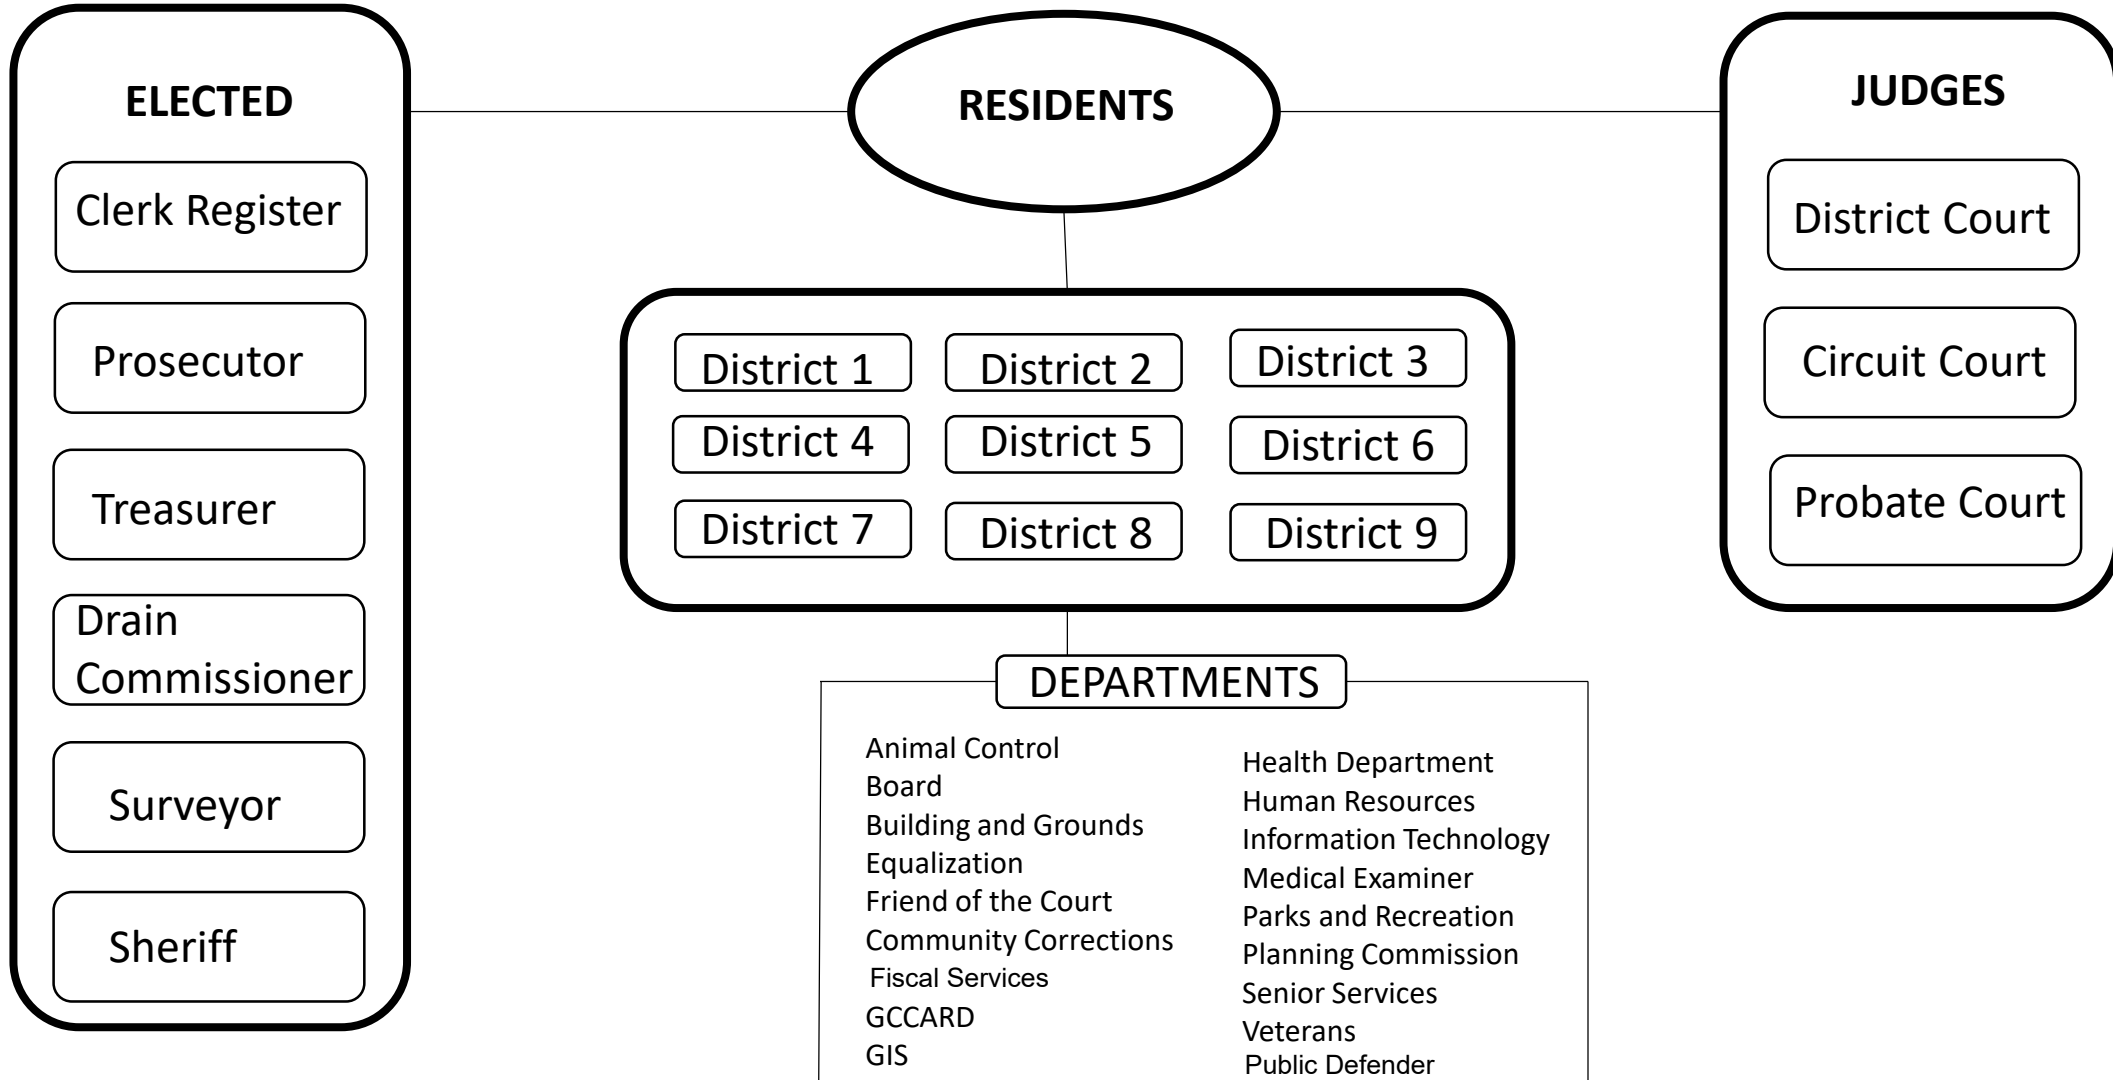 ELECTED
Clerk Register
Prosecutor
Treasurer
Drain
Commissioner
Surveyor
Sheriff
RESIDENTS
District 1
District 2
District 3
District 4
District 5
District 6
District 7
District 8
District 9
DEPARTMENTS
Animal Control
Board
Building and Grounds
Equalization
Friend of the Court
Community Corrections
Fiscal Services
GCCARD
GIS
Health Department
Human Resources
Information Technology
Medical Examiner
Parks and Recreation
Planning Commission
Senior Services
Veterans
Public Defender
JUDGES
District Court
Circuit Court
Probate Court